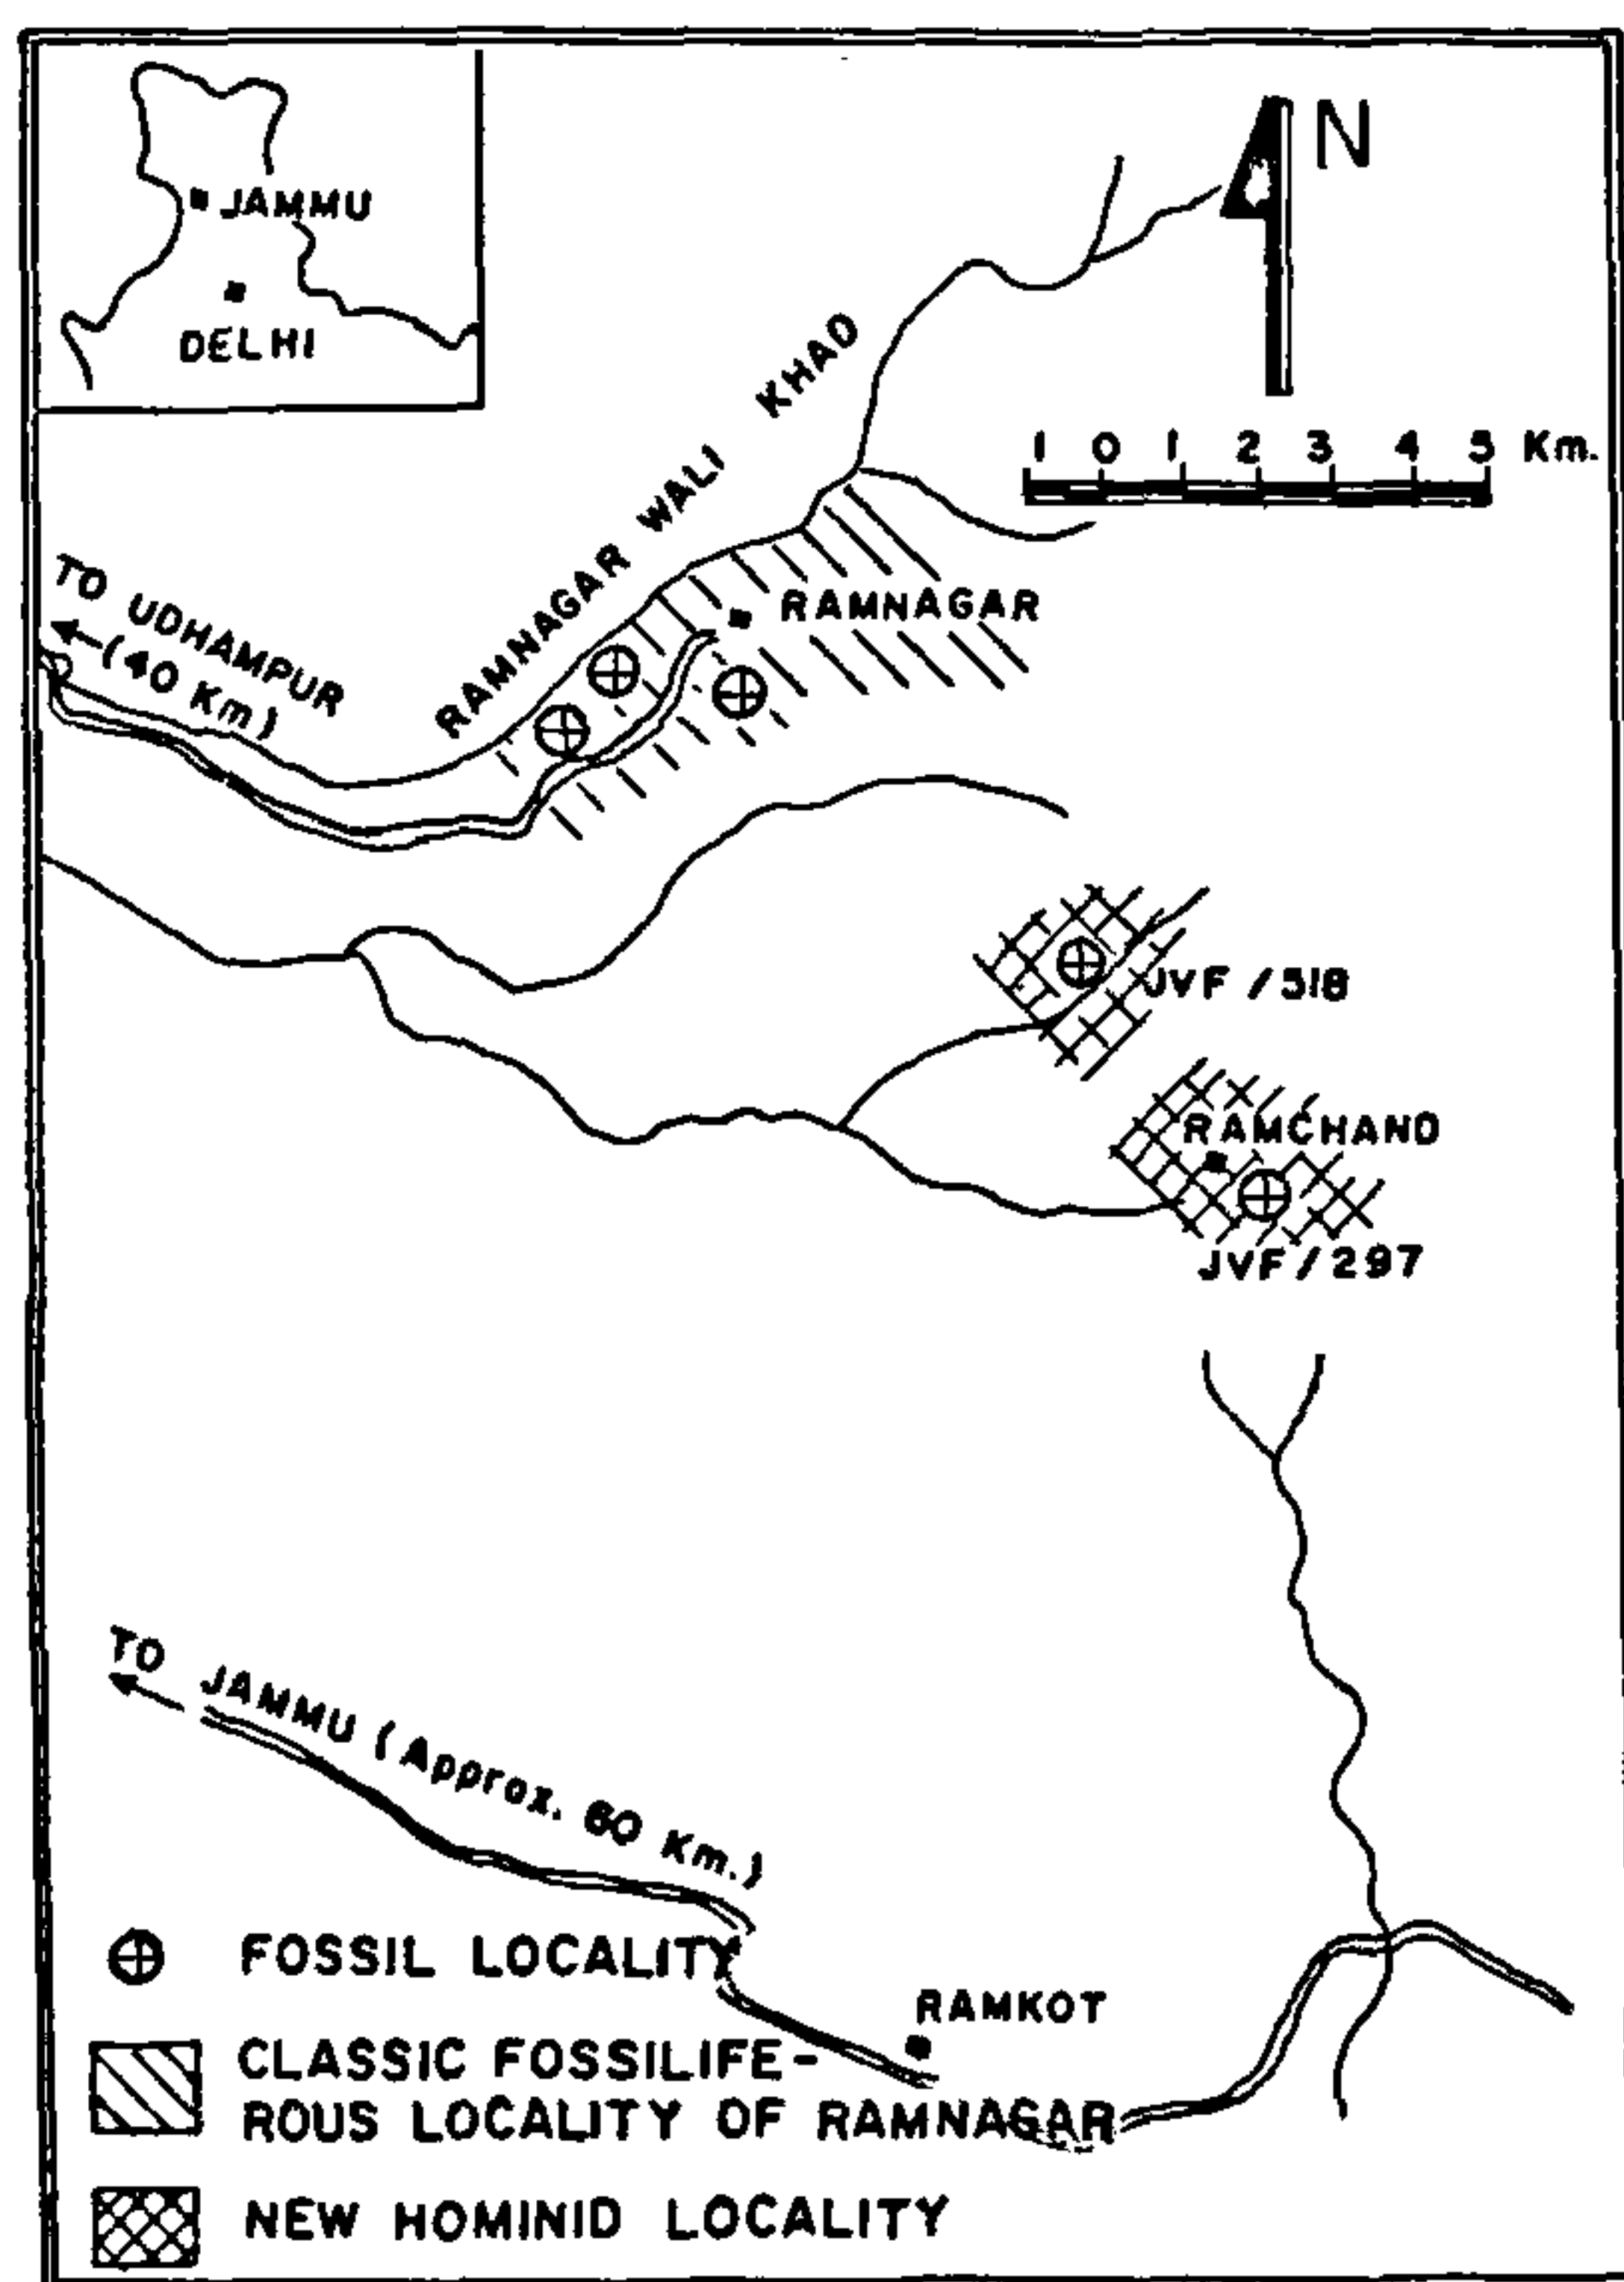 N
JAMMU
DELHI
1 0 1 2 3 4 5 Km.
RAMNAGAR WALI KHAD
TO UDHAMPUR
(40 Km)
RAMNAGAR
JVF / 318
RAMCHAND
JVF / 297
TO JAMMU (Approx. 60 Km.)
FOSSIL LOCALITY
RAMKOT
CLASSIC FOSSILIFE-
ROUS LOCALITY OF RAMNAGAR
NEW HOMINID LOCALITY